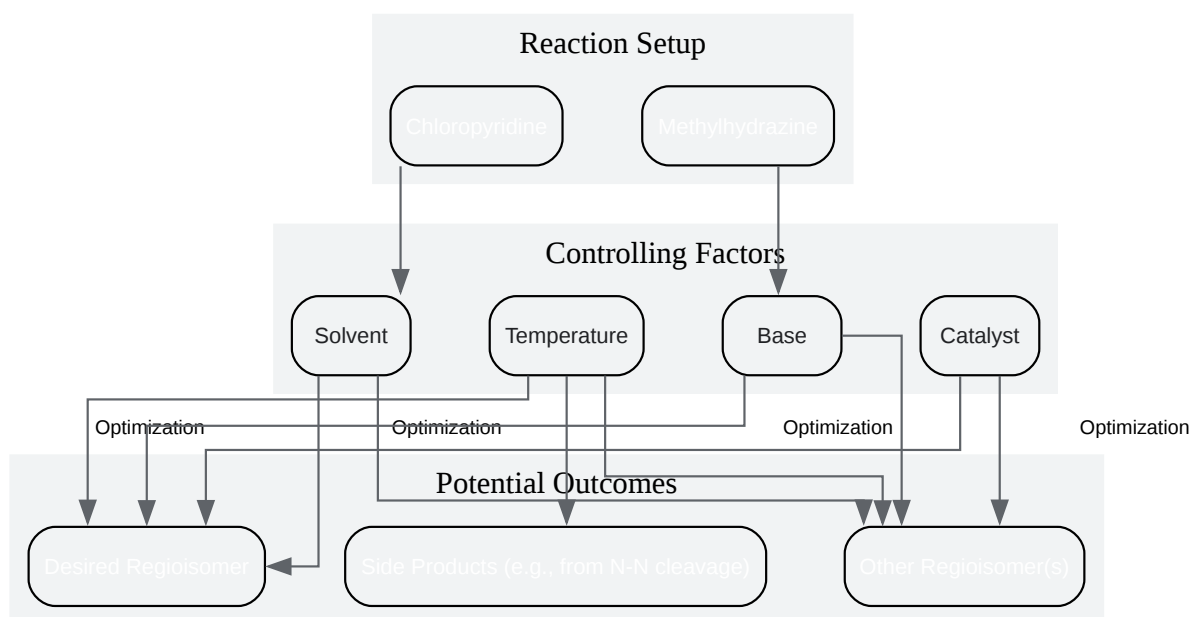 Reaction Setup
Chloropyridine
Methylhydrazine
Controlling Factors
Solvent
Temperature
Base
Catalyst
Optimization
Optimization
Optimization
Optimization
Potential Outcomes
Desired Regioisomer
Side Products (e.g., from N-N cleavage)
Other Regioisomer(s)